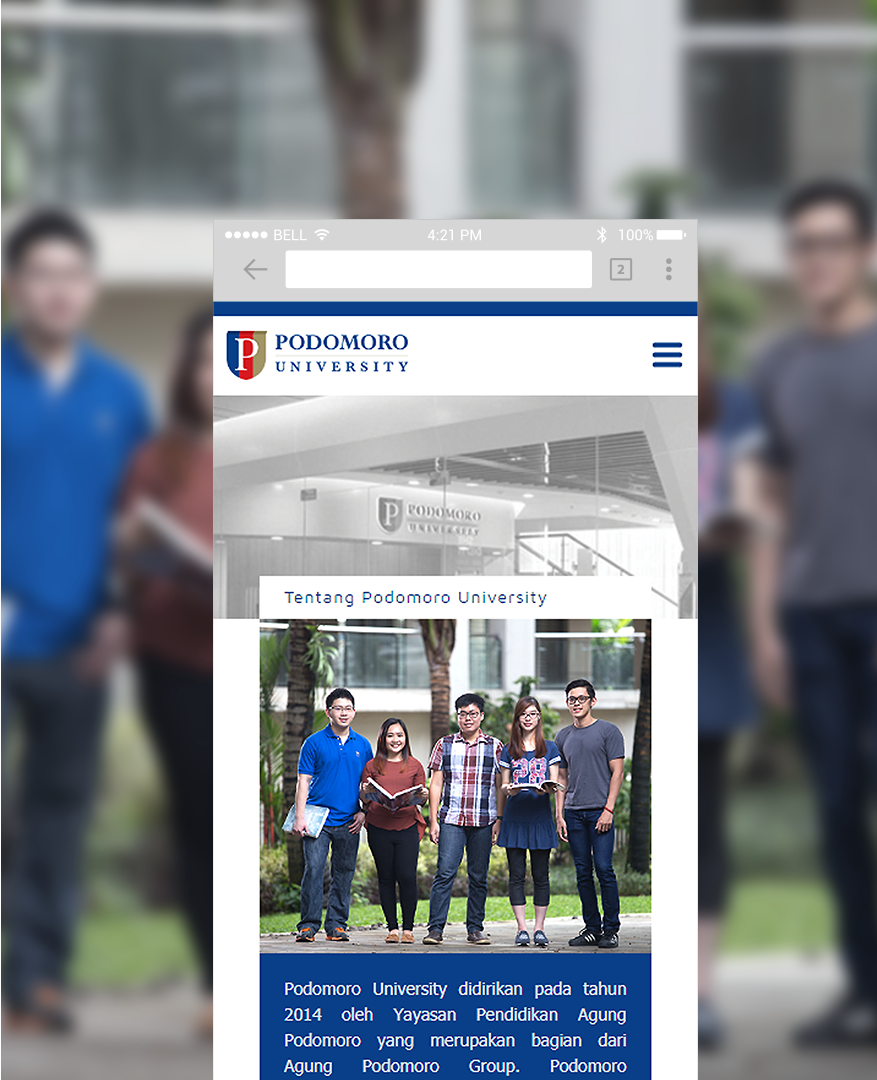 BELL 4:21 PM 100%
2
P PODOMORO
UNIVERSITY
P PODOMORO
UNIVERSITY
Tentang Podomoro University
28
Podomoro University didirikan pada tahun
2014 oleh Yayasan Pendidikan Agung
Podomoro yang merupakan bagian dari
Agung Podomoro Group. Podomoro